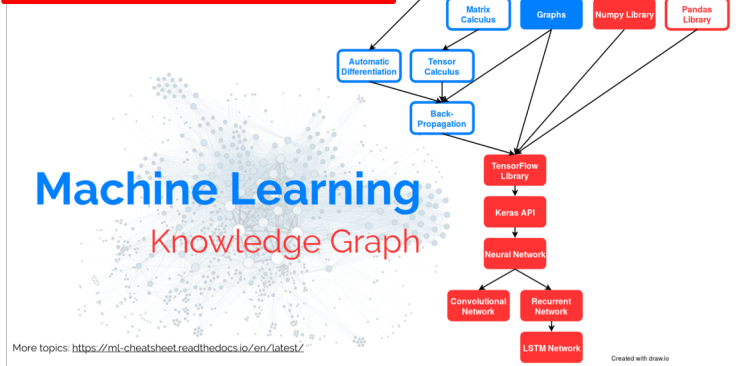 Matrix
Calculus
Graphs
Numpy Library
Pandas
Library
Automatic
Differentiation
Tensor
Calculus
Back-
Propagation
TensorFlow
Library
Machine Learning
Keras API
Knowledge Graph
Neural Network
Convolutional
Network
Recurrent
Network
More topics: https://ml-cheatsheet.readthedocs.io/en/latest/
LSTM Network
Created with draw.io